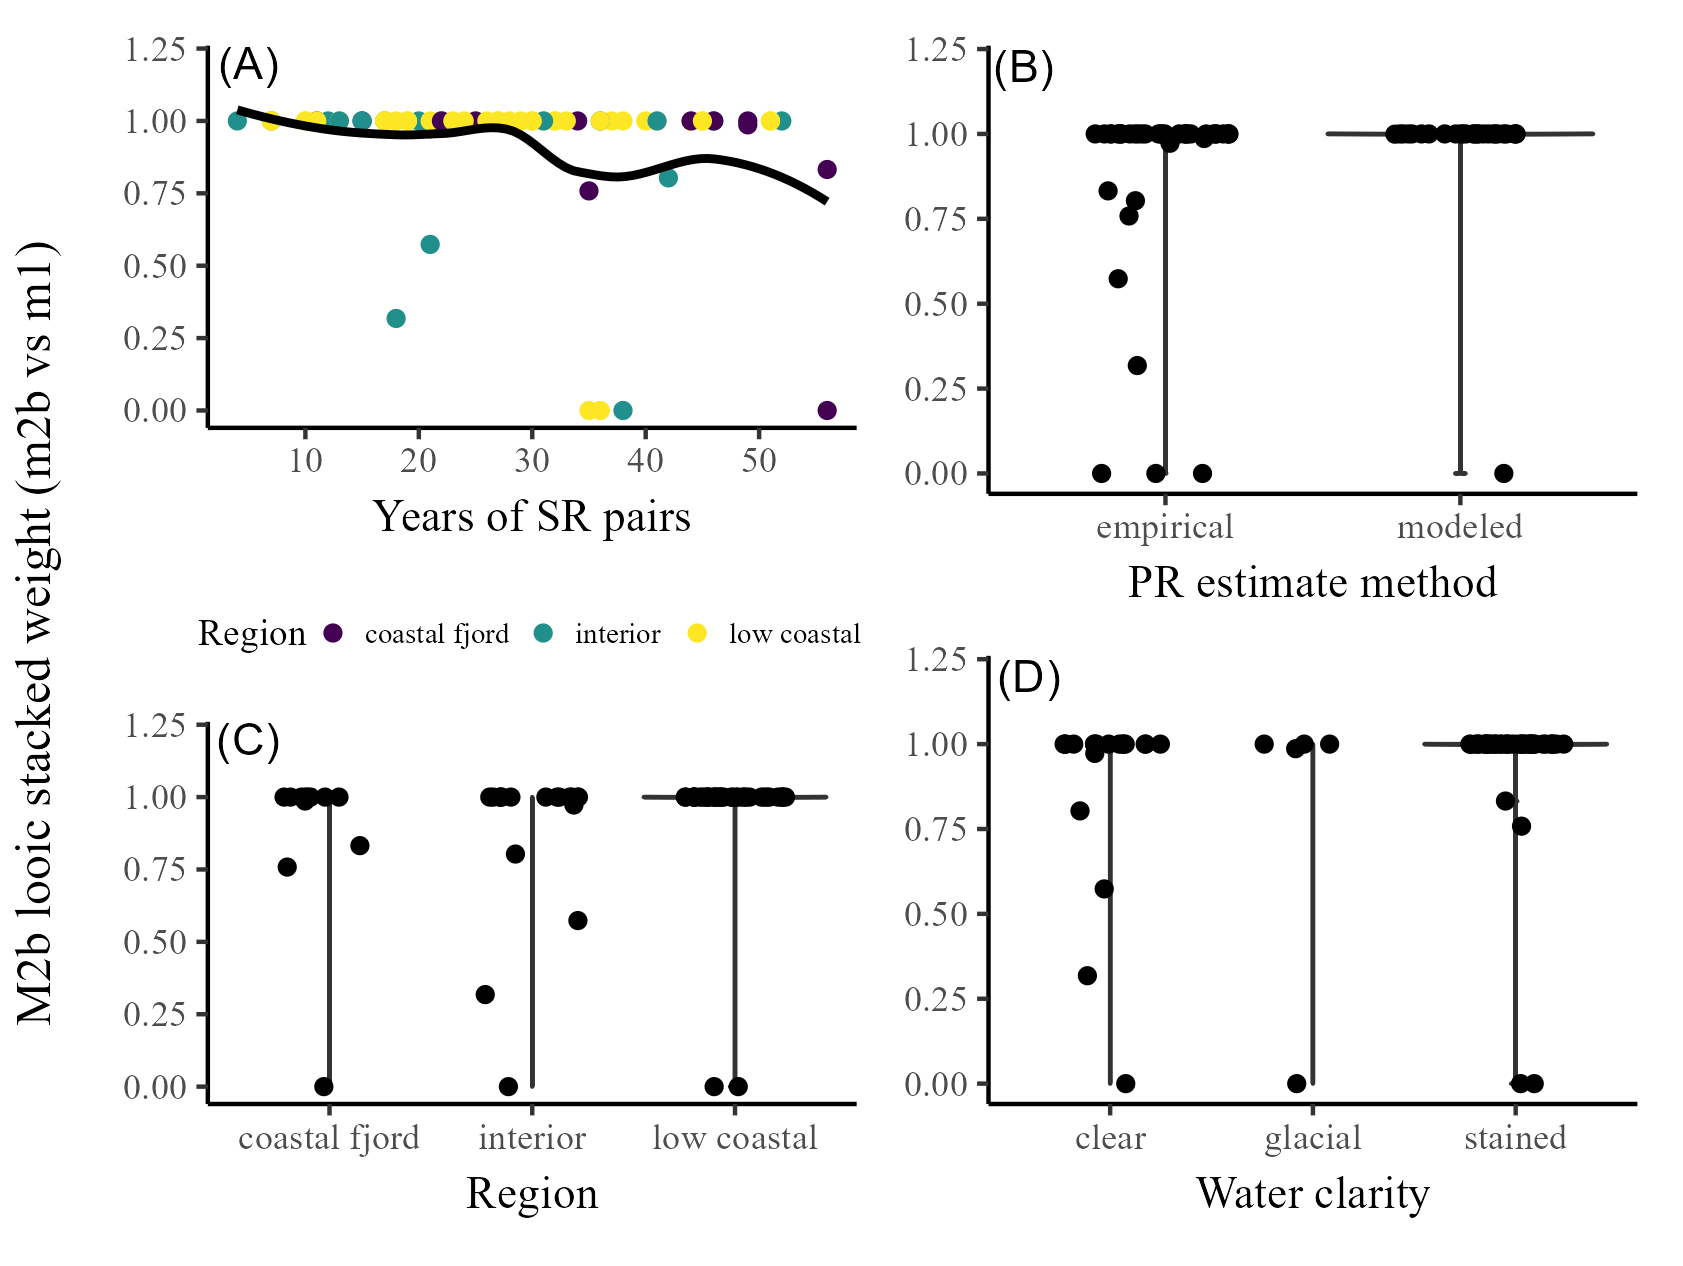 M2b looic stacked weight (m2b vs m1)
(A)
1.25
1.00
0.75
0.50
0.25
0.00
10 20 30 40 50
Years of SR pairs
Region coastal fjord interior low coastal
(B)
1.25
1.00
0.75
0.50
0.25
0.00
empirical modeled
PR estimate method
(C)
1.25
1.00
0.75
0.50
0.25
0.00
coastal fjord interior low coastal
Region
(D)
1.25
1.00
0.75
0.50
0.25
0.00
clear glacial stained
Water clarity